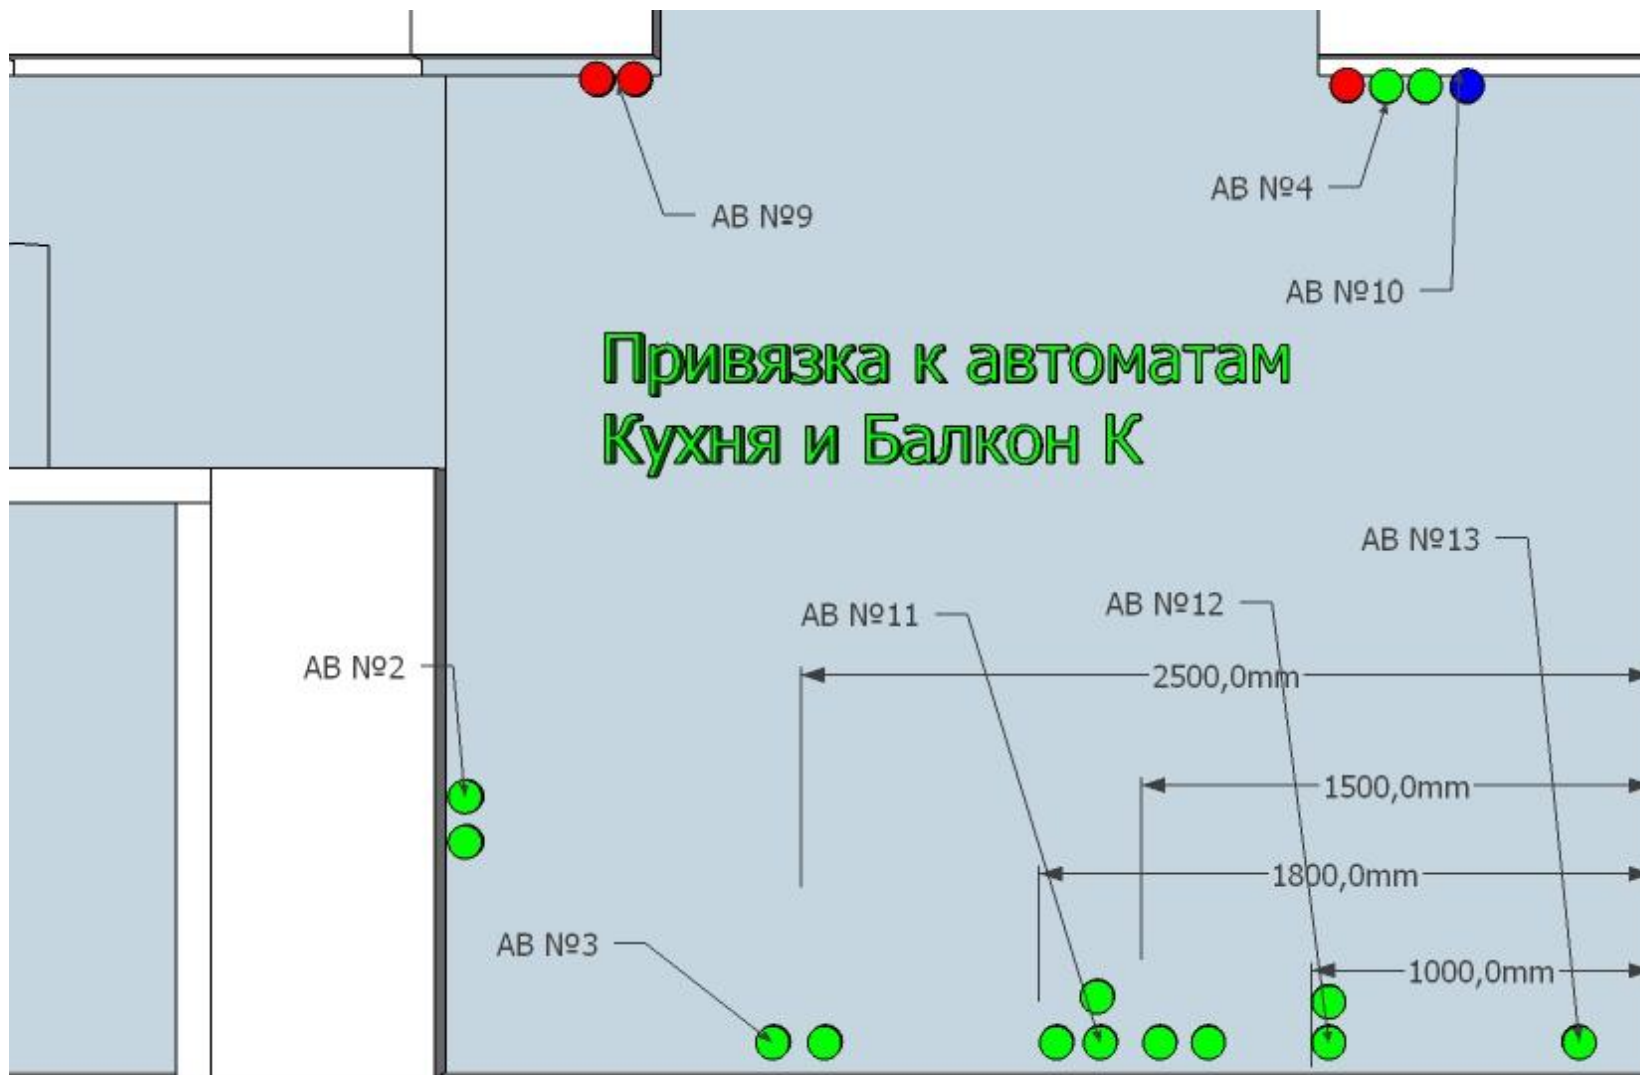 АВ №4
АВ №9
АВ №10
Привязка к автоматам
Кухня и Балкон К
АВ №13
АВ №12
АВ №11
АВ №2
2500,0mm
1500,0mm
1800,0mm
АВ №3
1000,0mm